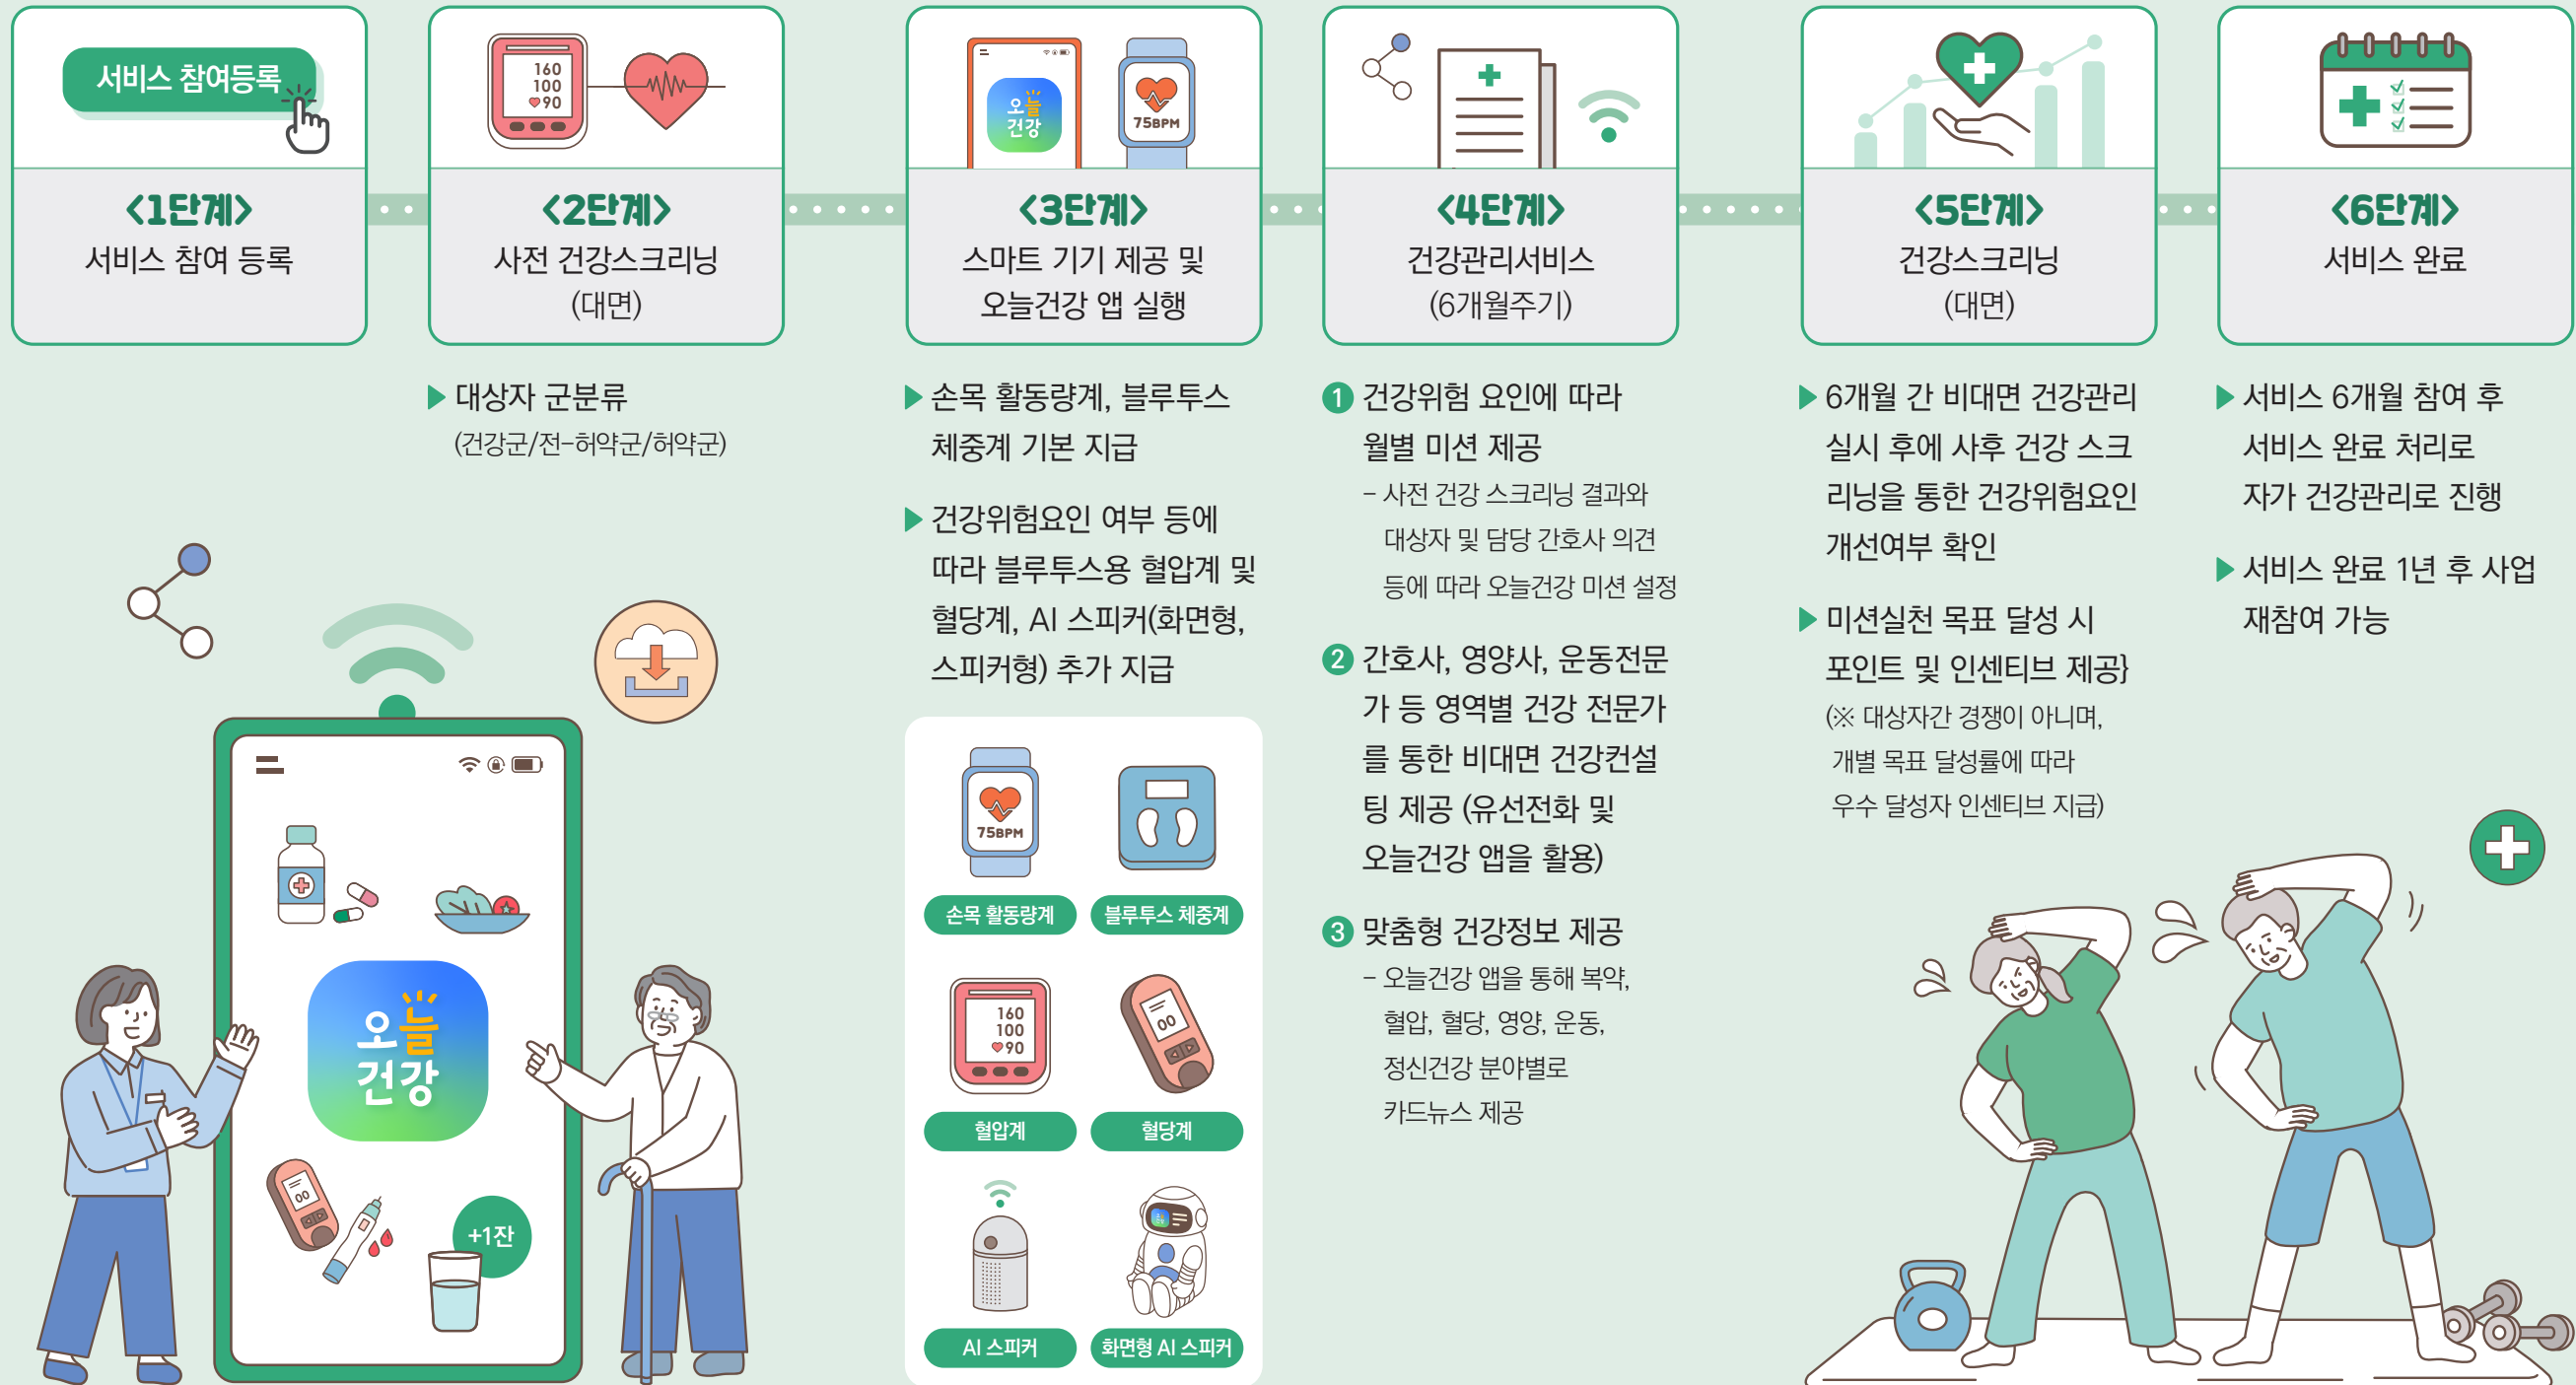 서비스 참여등록
<1단계>
서비스 참여 등록
160
100
90
<2단계>
사전 건강스크리닝
(대면)
▶ 대상자 군분류
(건강군/전-허약군/허약군)
오늘
건강
75BPM
<3단계>
스마트 기기 제공 및
오늘건강 앱 실행
▶ 손목 활동량계, 블루투스
체중계 기본 지급
▶ 건강위험요인 여부 등에
따라 블루투스용 혈압계 및
혈당계, AI 스피커(화면형,
스피커형) 추가 지급
75BPM
손목 활동량계
블루투스 체중계
160
100
90
00
혈압계
혈당계
AI 스피커
화면형 AI 스피커
<4단계>
건강관리서비스
(6개월주기)
1 건강위험 요인에 따라
월별 미션 제공
- 사전 건강 스크리닝 결과와
대상자 및 담당 간호사 의견
등에 따라 오늘건강 미션 설정
2 간호사, 영양사, 운동전문
가 등 영역별 건강 전문가
를 통한 비대면 건강컨설
팅 제공 (유선전화 및
오늘건강 앱을 활용)
3 맞춤형 건강정보 제공
- 오늘건강 앱을 통해 복약,
혈압, 혈당, 영양, 운동,
정신건강 분야별로
카드뉴스 제공
<5단계>
건강스크리닝
(대면)
▶ 6개월 간 비대면 건강관리
실시 후에 사후 건강 스크
리닝을 통한 건강위험요인
개선여부 확인
▶ 미션실천 목표 달성 시
포인트 및 인센티브 제공}
(※ 대상자간 경쟁이 아니며,
개별 목표 달성률에 따라
우수 달성자 인센티브 지급)
<6단계>
서비스 완료
▶ 서비스 6개월 참여 후
서비스 완료 처리로
자가 건강관리로 진행
▶ 서비스 완료 1년 후 사업
재참여 가능
오늘
건강
00
+1잔